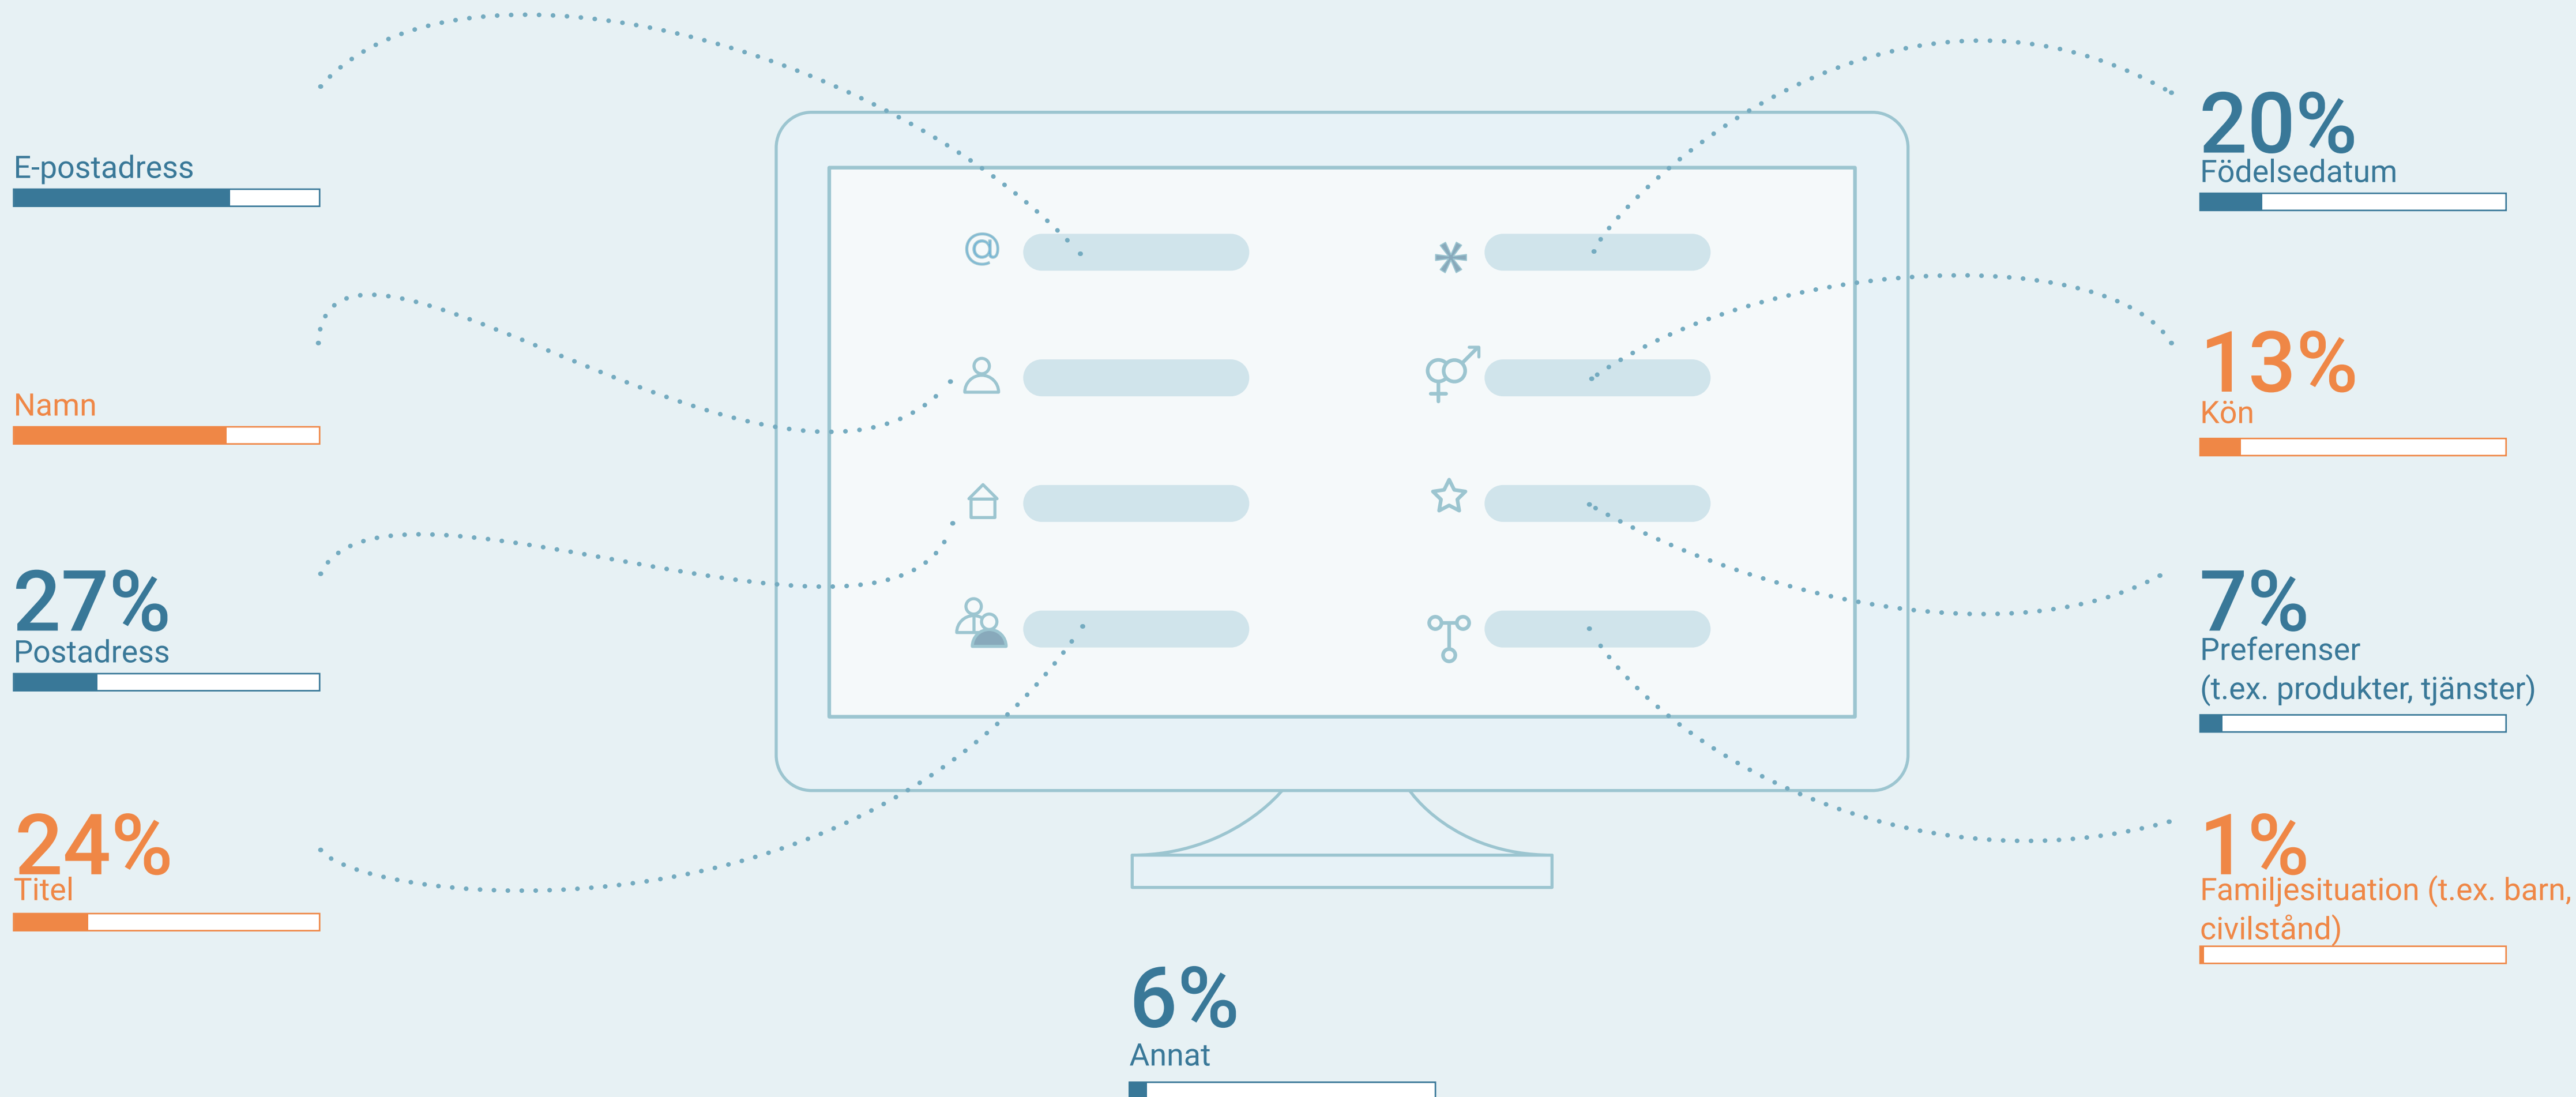 E-postadress
Namn
27%
Postadress
24%
Titel
@
*
20%
Födelsedatum
13%
Kön
7%
Preferenser
(t.ex. produkter, tjänster)
1%
Familjesituation (t.ex. barn,
civilstånd)
6%
Annat